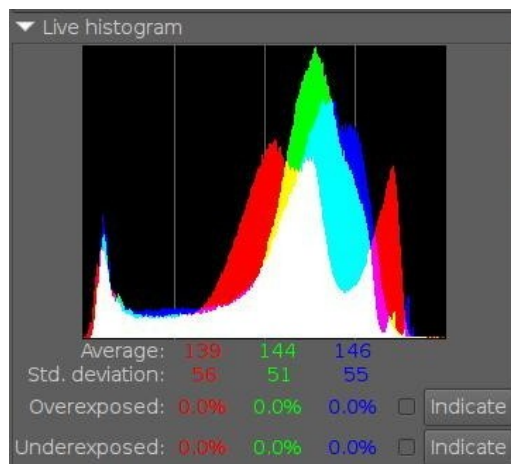 Live histogram
Average: 139 144 146
Std. deviation: 56 51 55
Overexposed: 0.0% 0.0% 0.0% Indicate
Underexposed: 0.0% 0.0% 0.0% Indicate